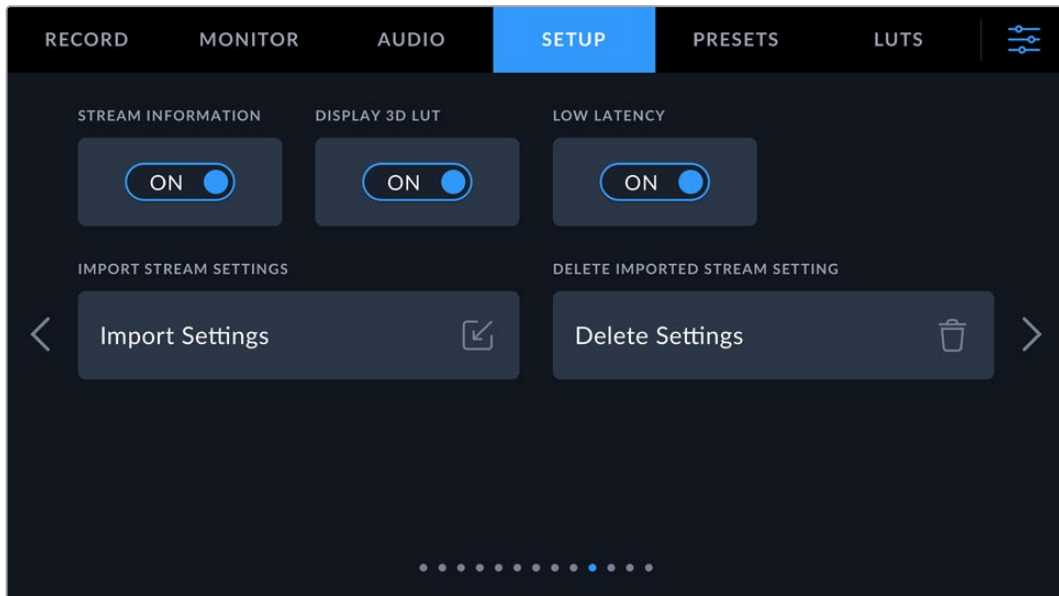 RECORD MONITOR AUDIO SETUP PRESETS LUTS
STREAM INFORMATION DISPLAY 3D LUT LOW LATENCY
ON ON ON
IMPORT STREAM SETTINGS DELETE IMPORTED STREAM SETTING
Import Settings Delete Settings